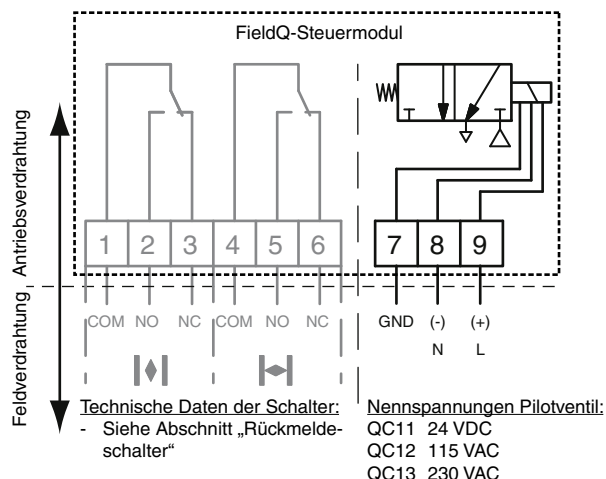 FieldQ-Steuermodul
Antriebsverdrahtung
Feldverdrahtung
1 2 3 4 5 6 7 8 9
COM NO NC COM NO NC GND (-) (+)
N L
Technische Daten der Schalter:
- Siehe Abschnitt „Rückmelde-
schalter“
Nennspannungen Pilotventil:
QC11 24 VDC
QC12 115 VAC
QC13 230 VAC